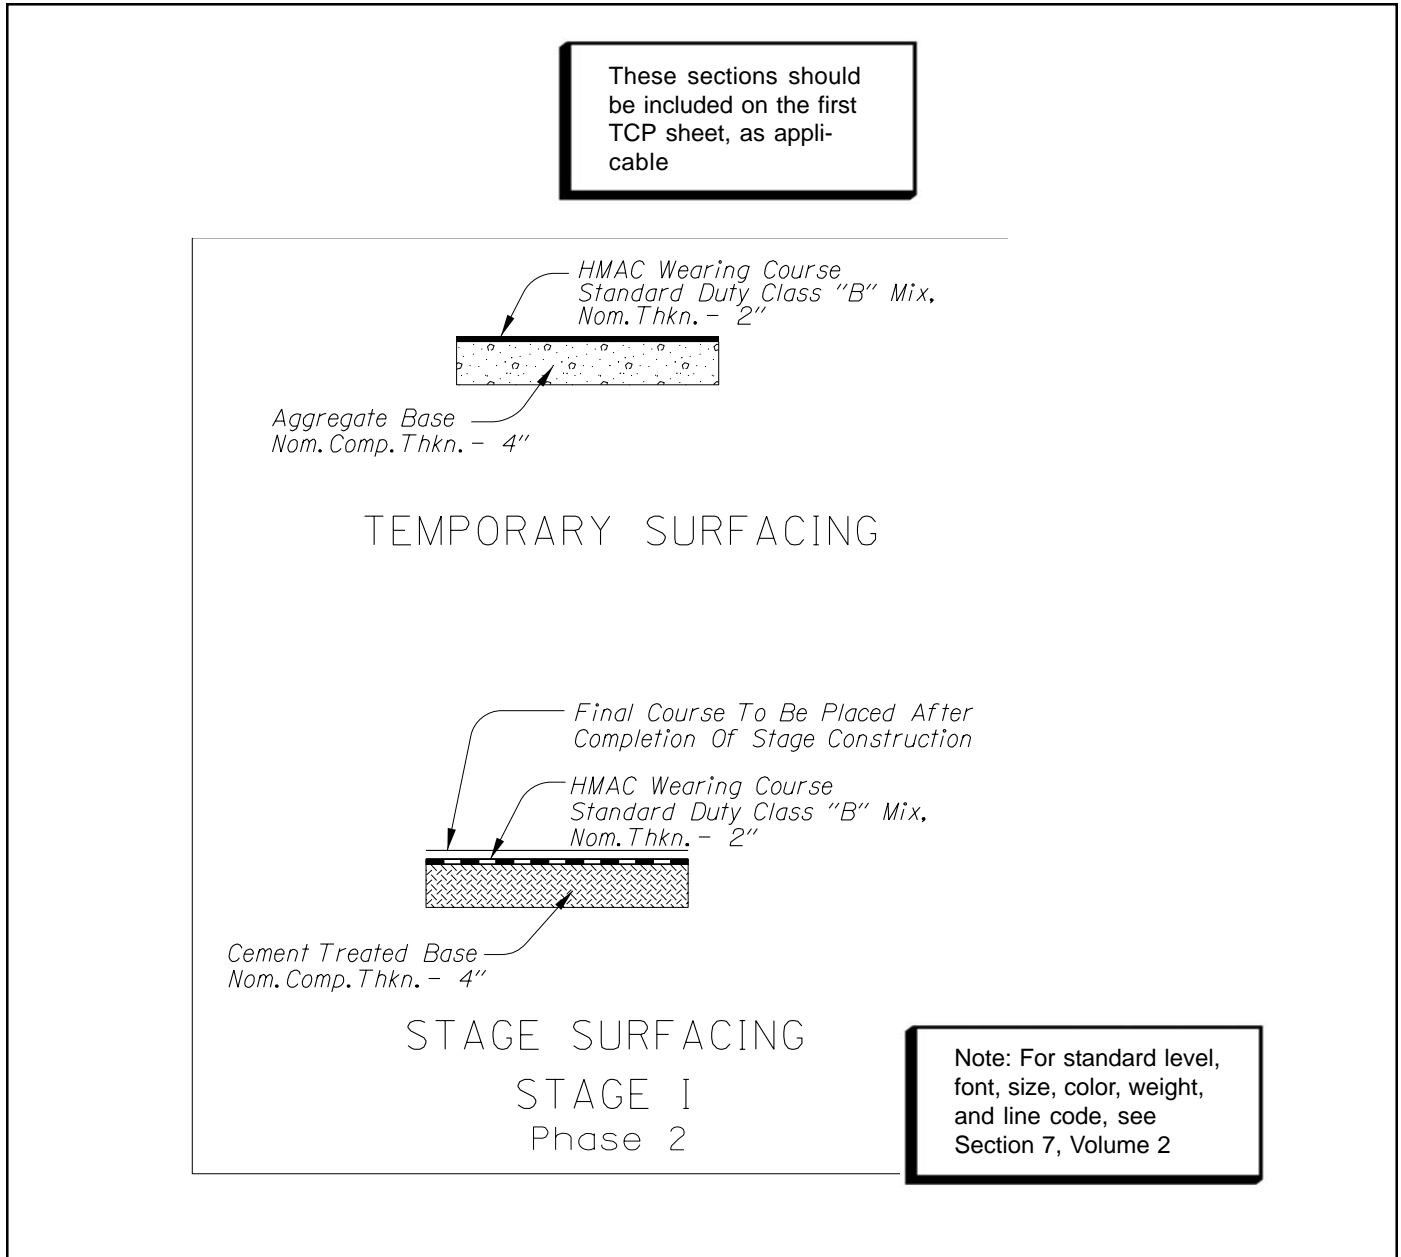 These sections should
be included on the first
TCP sheet, as appli-
cable
HMAC Wearing Course
Standard Duty Class "B" Mix,
Nom. Thkn. - 2"
Aggregate Base
Nom. Comp. Thkn. - 4"
TEMPORARY SURFACING
Final Course To Be Placed After
Completion Of Stage Construction
HMAC Wearing Course
Standard Duty Class "B" Mix,
Nom. Thkn. - 2"
Cement Treated Base
Nom. Comp. Thkn. - 4"
STAGE SURFACING
STAGE I
Phase 2
Note: For standard level,
font, size, color, weight,
and line code, see
Section 7, Volume 2